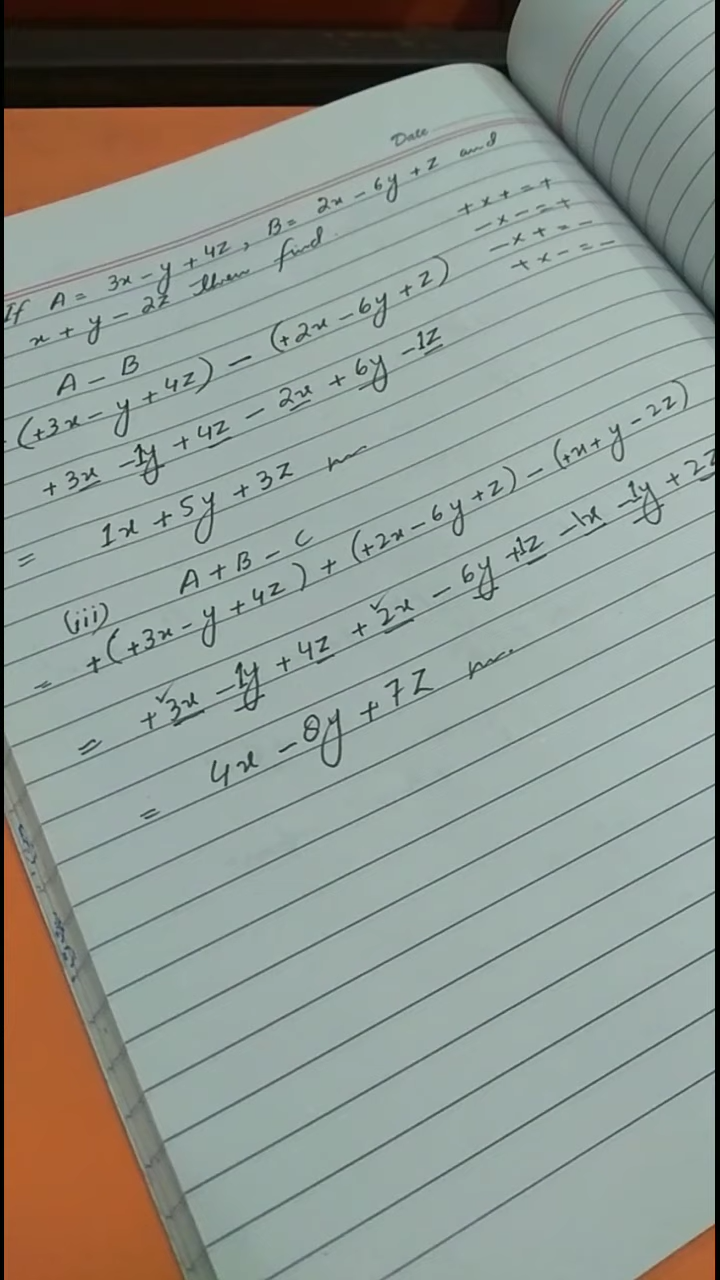 Date
If A = 3x - y + 4z, B = 2x - 6y + z and
x + y - 2z then find.
+ x + = +
- x - = +
- x + = -
+ x - = -
A - B
(+3x - y + 4z) - (+2x - 6y + z)
+3x - 1y + 4z - 2x + 6y - 1z
= 1x + 5y + 3z
(iii) A + B - C
= +(+3x - y + 4z) + (+2x - 6y + z) - (+x + y - 2z)
= +3x - 1y + 4z + 2x - 6y + 1z - 1x - 1y + 2z
= 4x - 8y + 7z